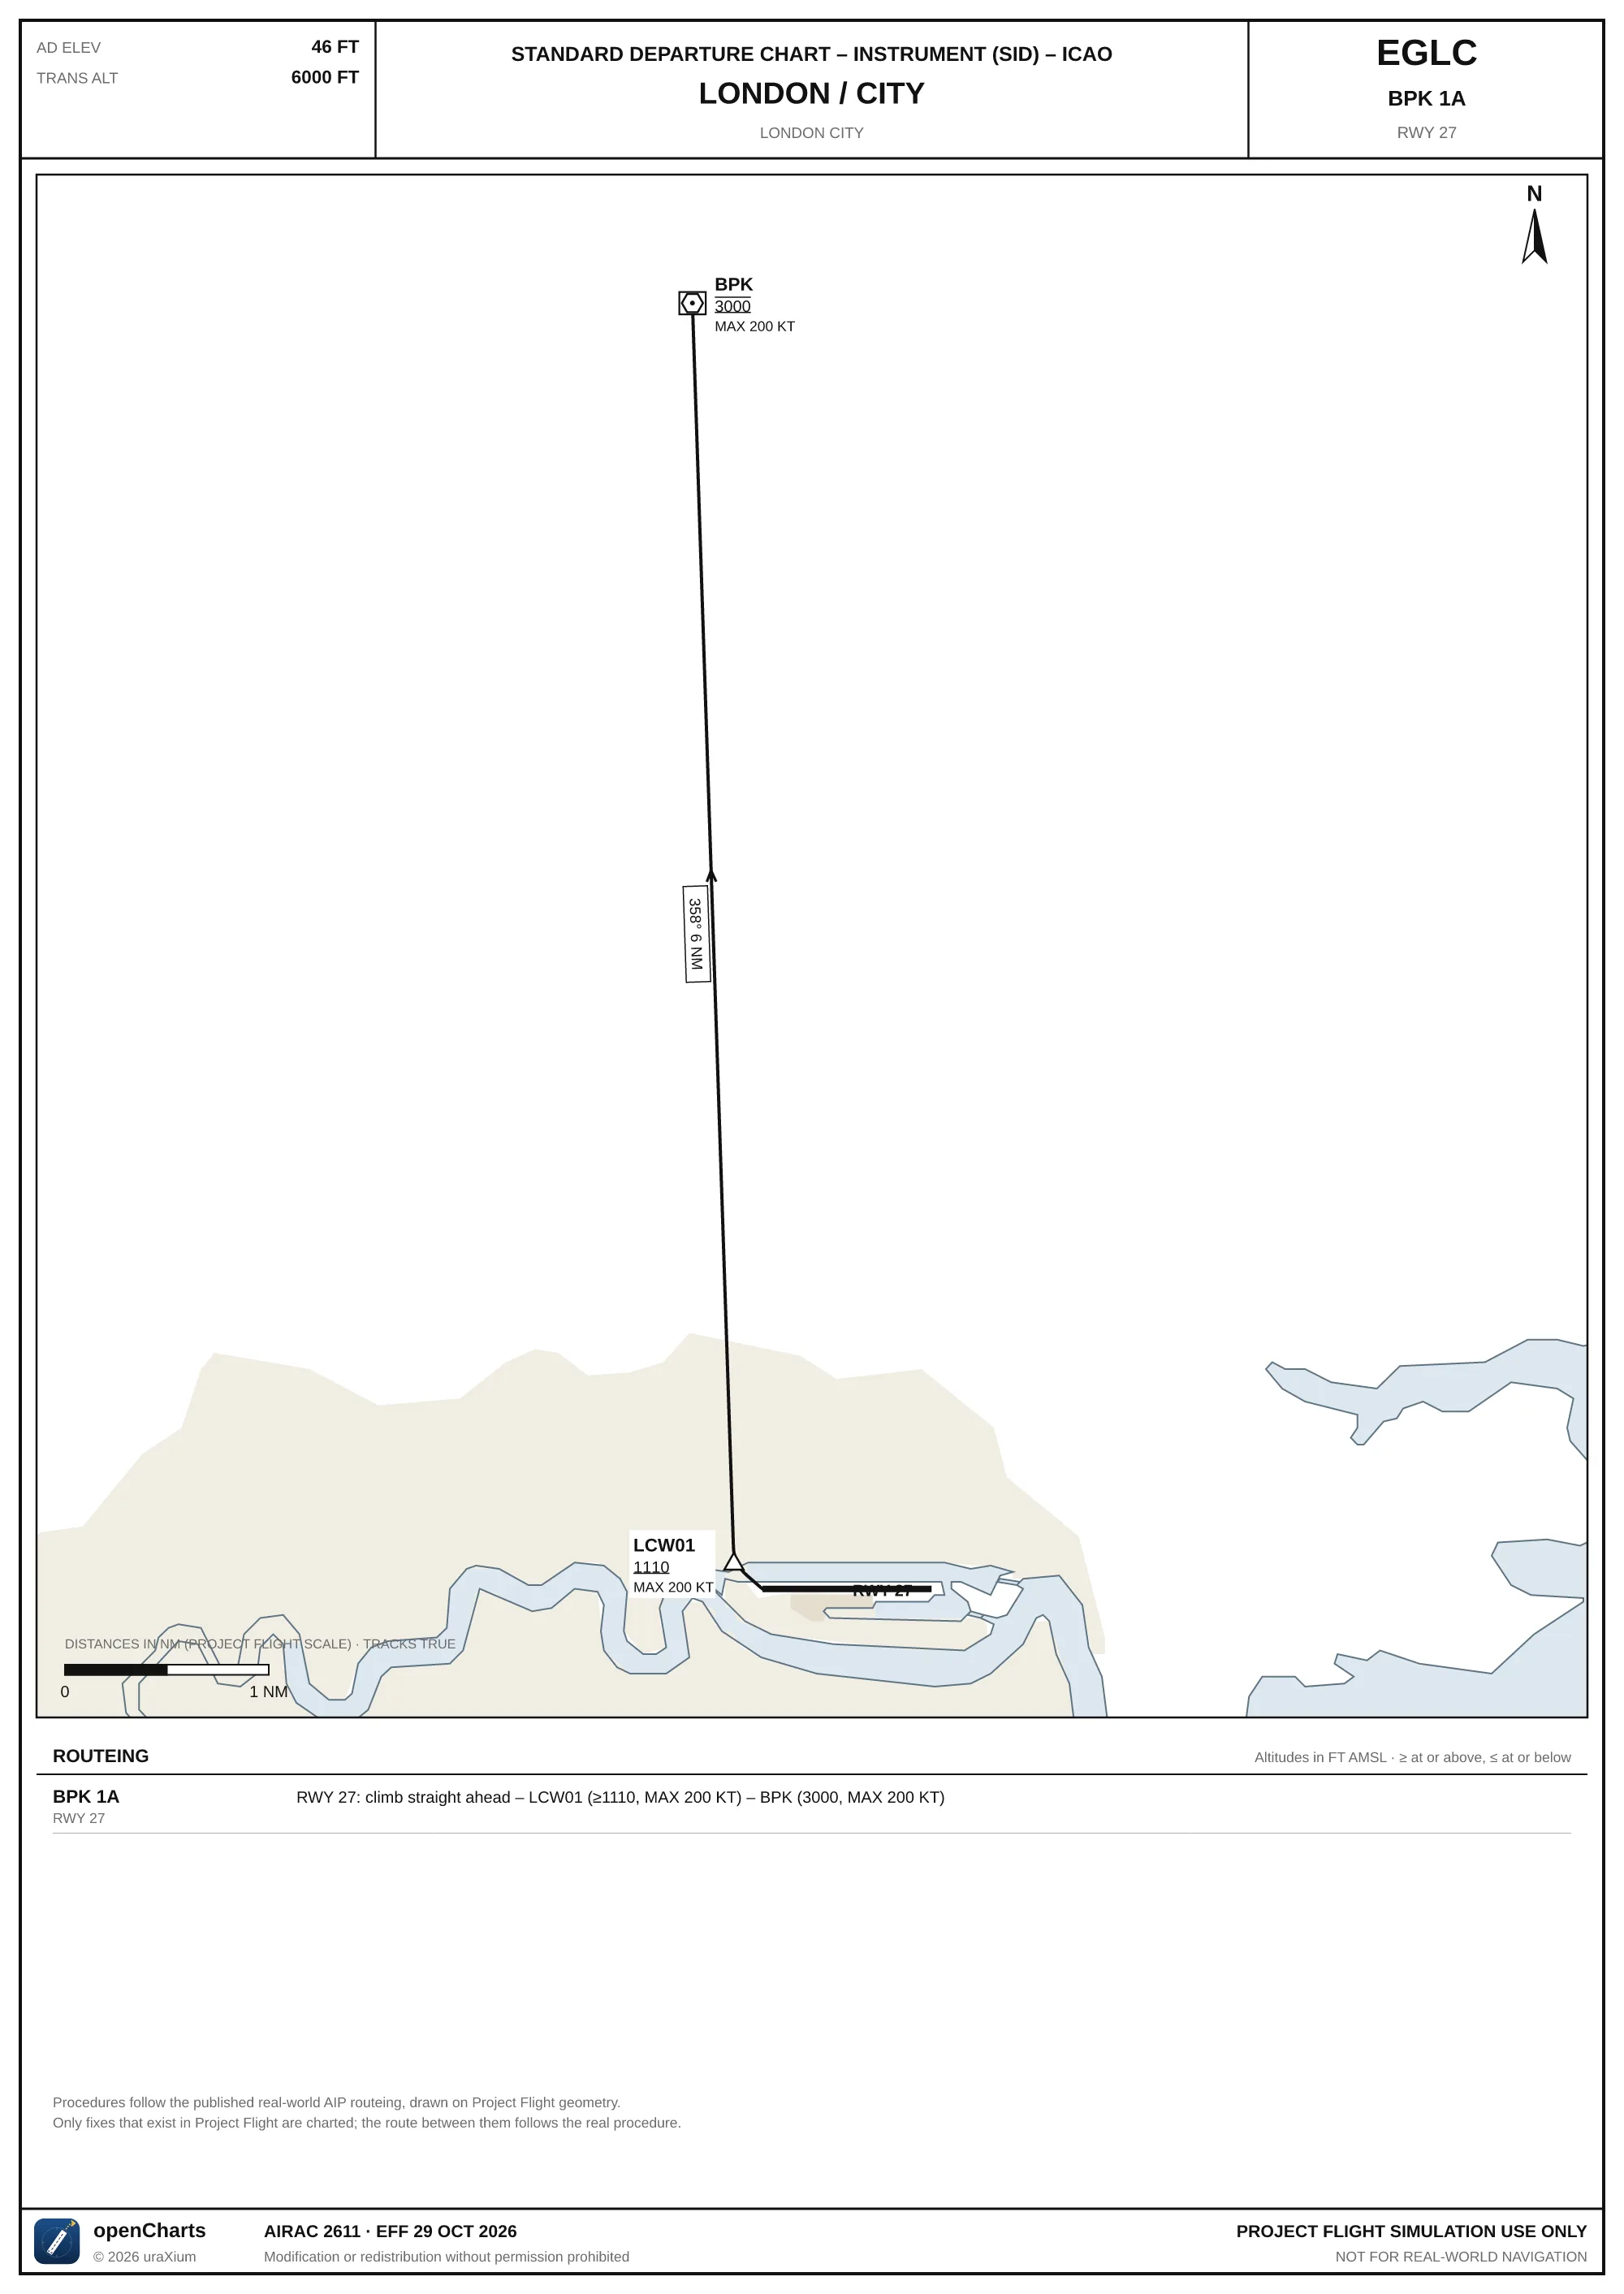 AD ELEV 46 FT
TRANS ALT 6000 FT
STANDARD DEPARTURE CHART – INSTRUMENT (SID) – ICAO
LONDON / CITY
LONDON CITY
EGLC
BPK 1A
RWY 27
N
BPK
3000
MAX 200 KT
358° 6 NM
LCW01
1110
MAX 200 KT
RWY 27
DISTANCES IN NM (PROJECT FLIGHT SCALE) · TRACKS TRUE
0 1 NM
ROUTEING
Altitudes in FT AMSL · ≥ at or above, ≤ at or below
BPK 1A
RWY 27: climb straight ahead – LCW01 (≥1110, MAX 200 KT) – BPK (3000, MAX 200 KT)
RWY 27
Procedures follow the published real-world AIP routeing, drawn on Project Flight geometry.
Only fixes that exist in Project Flight are charted; the route between them follows the real procedure.
openCharts
© 2026 uraXium
AIRAC 2611 · EFF 29 OCT 2026
Modification or redistribution without permission prohibited
PROJECT FLIGHT SIMULATION USE ONLY
NOT FOR REAL-WORLD NAVIGATION